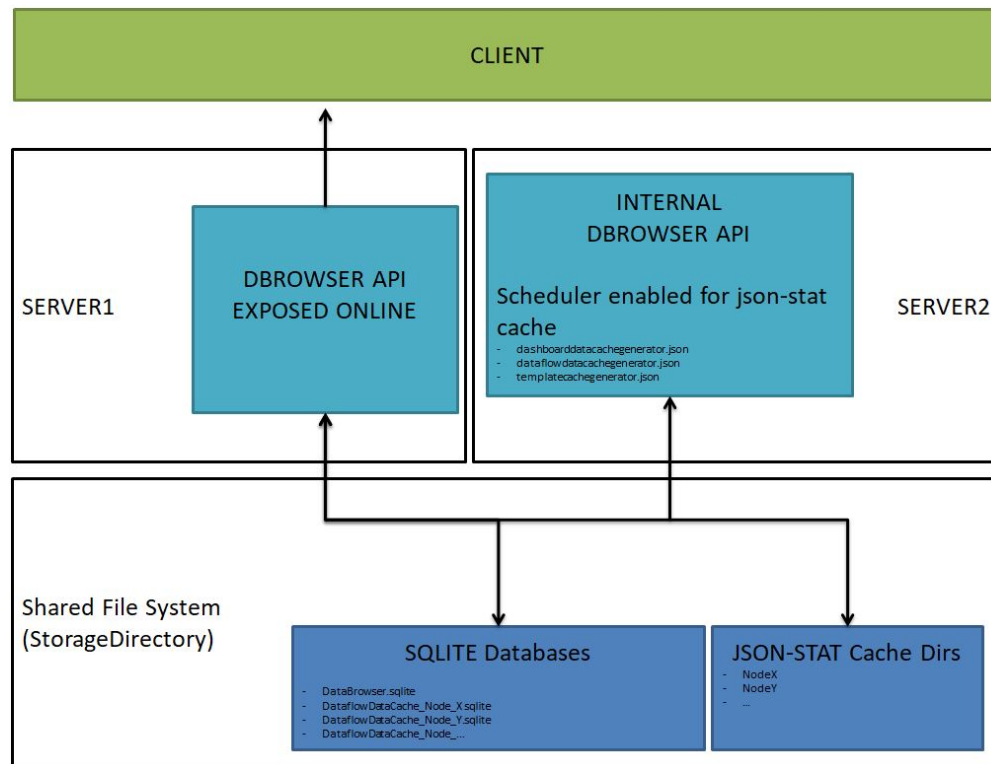 CLIENT
SERVER1
DBROWSER API
EXPOSED ONLINE
INTERNAL
DBROWSER API
Scheduler enabled for json-stat
cache
- dashboarddatacachegenerator.json
- dataflowdatacachegenerator.json
- templatecachegenerator.json
SERVER2
Shared File System
(StorageDirectory)
SQLITE Databases
- DataBrowser.sqlite
- DataflowDataCache_Node_X.sqlite
- DataflowDataCache_Node_Y.sqlite
- DataflowDataCache_Node_...
JSON-STAT Cache Dirs
- NodeX
- NodeY
- ...